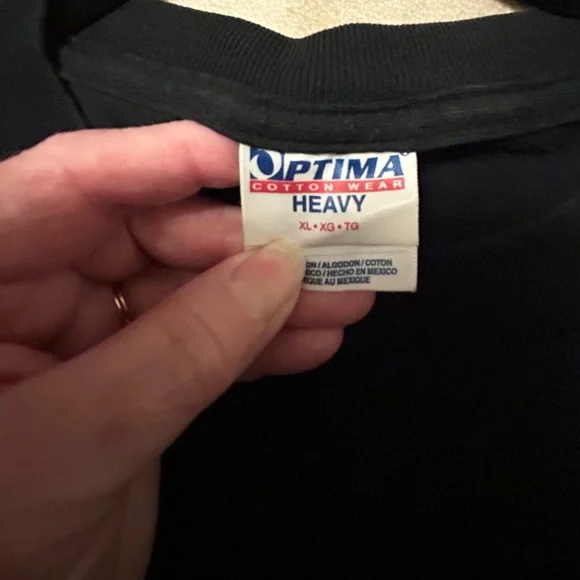 OPTIMA®
COTTON WEAR
HEAVY
XL • XG • TG
/ ALGODON / COTON
/ HECHO EN MEXICO
AU MEXIQUE